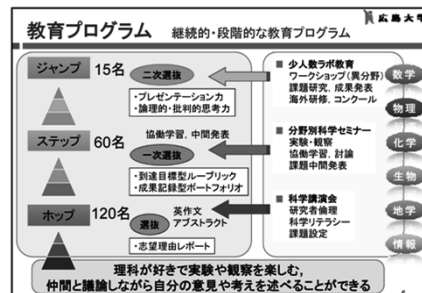 広島大学
教育プログラム 継続的・段階的な教育プログラム
ジャンプ 15名
二次選抜
・プレゼンテーション力
・論理的・批判的思考力
ステップ 60名
協働学習, 中間発表
一次選抜
・到達目標型ルーブリック
・成果記録型ポートフォリオ
ホップ 120名
選抜
英作文
アブストラクト
・志望理由レポート
■ 少人数ラボ教育
ワークショップ(異分野)
課題研究, 成果発表
海外研修, コンクール
■ 分野別科学セミナー
実験・観察
協働学習, 討論
課題中間発表
■ 科学講演会
研究者倫理
科学リテラシー
課題設定
数学
物理
化学
生物
地学
情報
理科が好きで実験や観察を楽しむ,
仲間と議論しながら自分の意見や考えを述べることができる